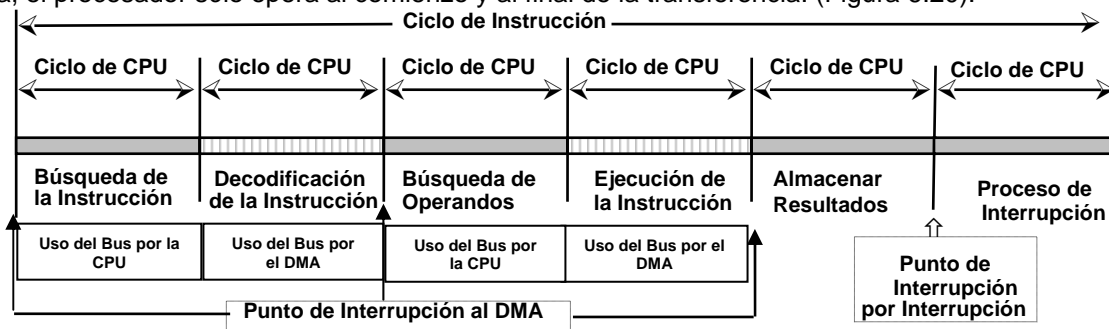 a, el procesador solo opera al comienzo y al final de la transferencia. (Figura
Ciclo de Instrucción
Ciclo de CPU Ciclo de CPU Ciclo de CPU Ciclo de CPU Ciclo de CPU Ciclo de CPU
Búsqueda de la Instrucción
Decodificación de la Instrucción
Búsqueda de Operandos
Ejecución de la Instrucción
Almacenar Resultados
Proceso de Interrupción
Uso del Bus por la CPU
Uso del Bus por el DMA
Uso del Bus por la CPU
Uso del Bus por el DMA
Punto de Interrupción por Interrupción
Punto de Interrupción al DMA